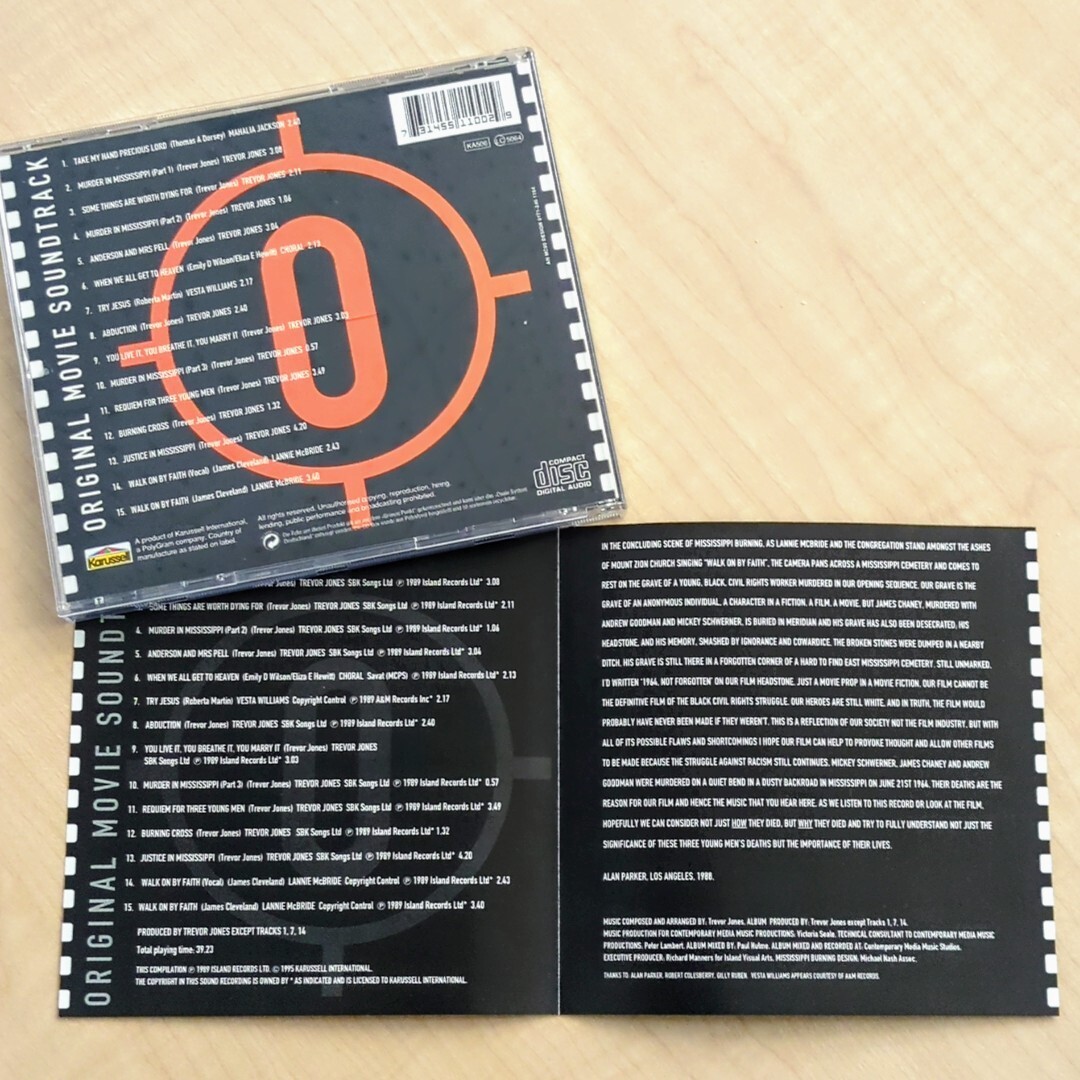 ORIGINAL MOVIE SOUNDTRACK
1. TAKE MY HAND PRECIOUS LORD (Thomas A Dorsey) MAHALIA JACKSON 2.40
2. MURDER IN MISSISSIPPI (Part 1) (Trevor Jones) TREVOR JONES 3.00
3. SOME THINGS ARE WORTH DYING FOR (Trevor Jones) TREVOR JONES 2.11
4. MURDER IN MISSISSIPPI (Part 2) (Trevor Jones) TREVOR JONES 1.06
5. ANDERSON AND MRS PELL (Trevor Jones) TREVOR JONES 3.04
6. WHEN WE ALL GET TO HEAVEN (Emily D Wilson/Eliza E Hewitt) CHORAL 2.13
7. TRY JESUS (Roberta Martin) VESTA WILLIAMS 2.17
8. ABDUCTION (Trevor Jones) TREVOR JONES 2.40
9. YOU LIVE IT, YOU BREATHE IT, YOU MARRY IT (Trevor Jones) TREVOR JONES 3.03
10. MURDER IN MISSISSIPPI (Part 3) (Trevor Jones) TREVOR JONES 0.57
11. REQUIEM FOR THREE YOUNG MEN (Trevor Jones) TREVOR JONES 3.49
12. BURNING CROSS (Trevor Jones) TREVOR JONES 1.32
13. JUSTICE IN MISSISSIPPI (Trevor Jones) TREVOR JONES 4.20
14. WALK ON BY FAITH (Vocal) (James Cleveland) LANNIE McBRIDE 2.43
15. WALK ON BY FAITH (James Cleveland) LANNIE McBRIDE 3.40
7 31455 11002 9
KA506 LC 5064
COMPACT
disc
DIGITAL AUDIO
Karussell
A product of Karussell International,
a PolyGram company. Country of
manufacture as stated on label.
All rights reserved. Unauthorised copying, reproduction, hiring,
lending, public performance and broadcasting prohibited.
ORIGINAL MOVIE SOUNDT
TREVOR JONES SBK Songs Ltd ℗ 1989 Island Records Ltd* 3.00
SOME THINGS ARE WORTH DYING FOR (Trevor Jones) TREVOR JONES SBK Songs Ltd ℗ 1989 Island Records Ltd* 2.11
4. MURDER IN MISSISSIPPI (Part 2) (Trevor Jones) TREVOR JONES SBK Songs Ltd ℗ 1989 Island Records Ltd* 1.06
5. ANDERSON AND MRS PELL (Trevor Jones) TREVOR JONES SBK Songs Ltd ℗ 1989 Island Records Ltd* 3.04
6. WHEN WE ALL GET TO HEAVEN (Emily D Wilson/Eliza E Hewitt) CHORAL Savat (MCPS) ℗ 1989 Island Records Ltd* 2.13
7. TRY JESUS (Roberta Martin) VESTA WILLIAMS Copyright Control ℗ 1989 A&M Records Inc* 2.17
8. ABDUCTION (Trevor Jones) TREVOR JONES SBK Songs Ltd ℗ 1989 Island Records Ltd* 2.40
9. YOU LIVE IT, YOU BREATHE IT, YOU MARRY IT (Trevor Jones) TREVOR JONES
SBK Songs Ltd ℗ 1989 Island Records Ltd* 3.03
10. MURDER IN MISSISSIPPI (Part 3) (Trevor Jones) TREVOR JONES SBK Songs Ltd ℗ 1989 Island Records Ltd* 0.57
11. REQUIEM FOR THREE YOUNG MEN (Trevor Jones) TREVOR JONES SBK Songs Ltd ℗ 1989 Island Records Ltd* 3.49
12. BURNING CROSS (Trevor Jones) TREVOR JONES SBK Songs Ltd ℗ 1989 Island Records Ltd* 1.32
13. JUSTICE IN MISSISSIPPI (Trevor Jones) TREVOR JONES SBK Songs Ltd ℗ 1989 Island Records Ltd* 4.20
14. WALK ON BY FAITH (Vocal) (James Cleveland) LANNIE McBRIDE Copyright Control ℗ 1989 Island Records Ltd* 2.43
15. WALK ON BY FAITH (James Cleveland) LANNIE McBRIDE Copyright Control ℗ 1989 Island Records Ltd* 3.40
PRODUCED BY TREVOR JONES EXCEPT TRACKS 1, 7, 14
Total playing time: 39.23
THIS COMPILATION ℗ 1989 ISLAND RECORDS LTD. © 1995 KARUSSELL INTERNATIONAL.
THE COPYRIGHT IN THIS SOUND RECORDING IS OWNED BY * AS INDICATED AND IS LICENSED TO KARUSSELL INTERNATIONAL.
IN THE CONCLUDING SCENE OF MISSISSIPPI BURNING, AS LANNIE MCBRIDE AND THE CONGREGATION STAND AMONGST THE ASHES
OF MOUNT ZION CHURCH SINGING "WALK ON BY FAITH", THE CAMERA PANS ACROSS A MISSISSIPPI CEMETERY AND COMES TO
REST ON THE GRAVE OF A YOUNG, BLACK, CIVIL RIGHTS WORKER MURDERED IN OUR OPENING SEQUENCE. OUR GRAVE IS THE
GRAVE OF AN ANONYMOUS INDIVIDUAL, A CHARACTER IN A FICTION, A FILM, A MOVIE. BUT JAMES CHANEY, MURDERED WITH
ANDREW GOODMAN AND MICKEY SCHWERNER, IS BURIED IN MERIDIAN AND HIS GRAVE HAS ALSO BEEN DESECRATED, HIS
HEADSTONE, AND HIS MEMORY, SMASHED BY IGNORANCE AND COWARDICE. THE BROKEN STONES WERE DUMPED IN A NEARBY
DITCH. HIS GRAVE IS STILL THERE IN A FORGOTTEN CORNER OF A HARD TO FIND EAST MISSISSIPPI CEMETERY. STILL UNMARKED.
I'D WRITTEN '1964, NOT FORGOTTEN' ON OUR FILM HEADSTONE. JUST A MOVIE PROP IN A MOVIE FICTION. OUR FILM CANNOT BE
THE DEFINITIVE FILM OF THE BLACK CIVIL RIGHTS STRUGGLE. OUR HEROES ARE STILL WHITE. AND IN TRUTH, THE FILM WOULD
PROBABLY HAVE NEVER BEEN MADE IF THEY WEREN'T. THIS IS A REFLECTION OF OUR SOCIETY NOT THE FILM INDUSTRY. BUT WITH
ALL OF ITS POSSIBLE FLAWS AND SHORTCOMINGS I HOPE OUR FILM CAN HELP TO PROVOKE THOUGHT AND ALLOW OTHER FILMS
TO BE MADE BECAUSE THE STRUGGLE AGAINST RACISM STILL CONTINUES. MICKEY SCHWERNER, JAMES CHANEY AND ANDREW
GOODMAN WERE MURDERED ON A QUIET BEND IN A DUSTY BACKROAD IN MISSISSIPPI ON JUNE 21ST 1964. THEIR DEATHS ARE THE
REASON FOR OUR FILM AND HENCE THE MUSIC THAT YOU HEAR HERE. AS WE LISTEN TO THIS RECORD OR LOOK AT THE FILM,
HOPEFULLY WE CAN CONSIDER NOT JUST HOW THEY DIED, BUT WHY THEY DIED AND TRY TO FULLY UNDERSTAND NOT JUST THE
SIGNIFICANCE OF THESE THREE YOUNG MEN'S DEATHS BUT THE IMPORTANCE OF THEIR LIVES.
ALAN PARKER, LOS ANGELES, 1988.
MUSIC COMPOSED AND ARRANGED BY: Trevor Jones. ALBUM PRODUCED BY: Trevor Jones except Tracks 1, 7, 14.
MUSIC PRODUCTION FOR CONTEMPORARY MEDIA MUSIC PRODUCTIONS: Victoria Seale. TECHNICAL CONSULTANT TO CONTEMPORARY MEDIA MUSIC
PRODUCTIONS: Peter Lambert. ALBUM MIXED BY: Paul Hulme. ALBUM MIXED AND RECORDED AT: Contemporary Media Music Studios.
EXECUTIVE PRODUCER: Richard Manners for Island Visual Arts. MISSISSIPPI BURNING DESIGN: Michael Nash Assoc.
THANKS TO: ALAN PARKER, ROBERT COLESBERRY, GILLY RUBEN. VESTA WILLIAMS APPEARS COURTESY OF A&M RECORDS.